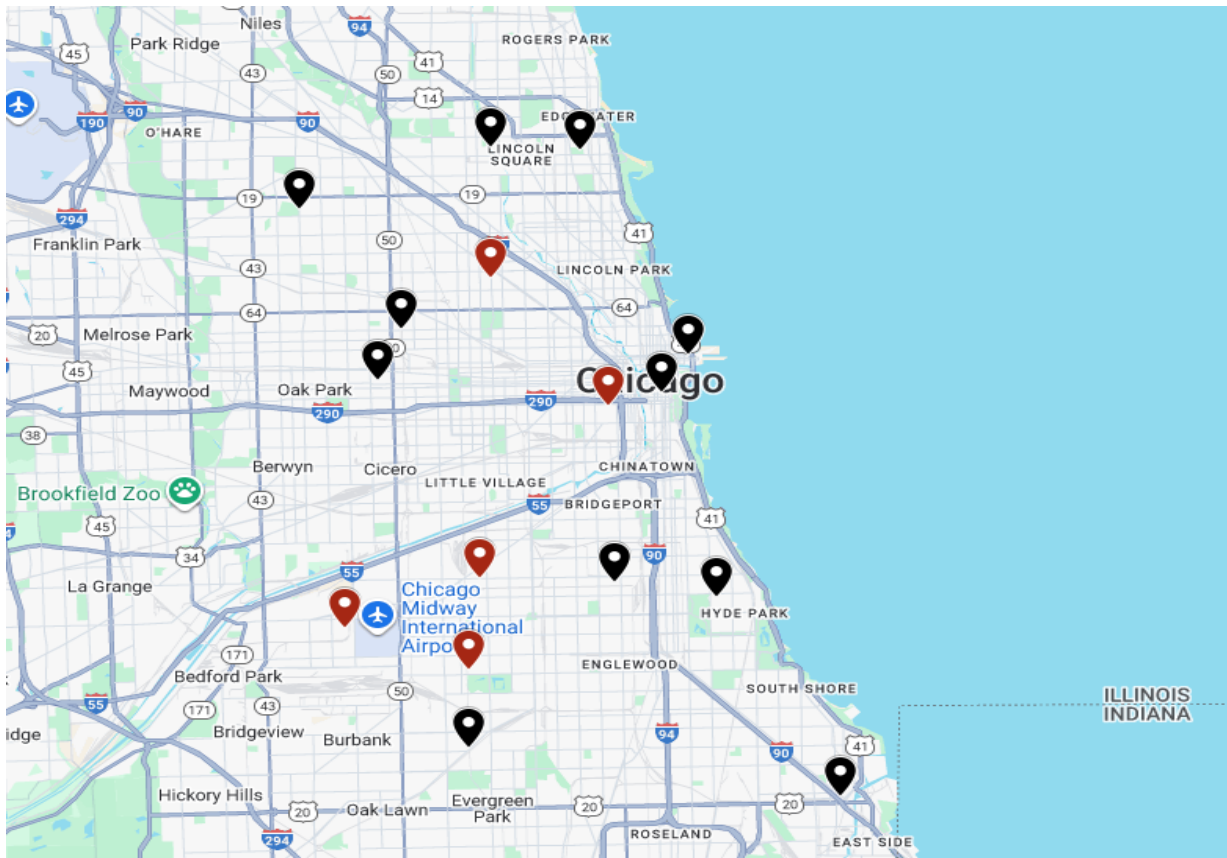 Niles
94
ROGERS PARK
Park Ridge
45
41
43
50
14
90
190
O'HARE
90
EDGEWATER
LINCOLN
SQUARE
19
19
294
41
Franklin Park
50
43
LINCOLN PARK
64
64
20
Melrose Park
45
Maywood
Oak Park
Chicago
290
290
38
Berwyn
Cicero
CHINATOWN
LITTLE VILLAGE
Brookfield Zoo
43
55
BRIDGEPORT
45
41
34
90
La Grange
55
Chicago
Midway
International
Airpo
HYDE PARK
171
ENGLEWOOD
Bedford Park
50
SOUTH SHORE
ILLINOIS
INDIANA
55
171
43
idge
Bridgeview
Burbank
94
90
41
Hickory Hills
20
Oak Lawn
Evergreen
Park
20
20
294
ROSELAND
EAST SIDE